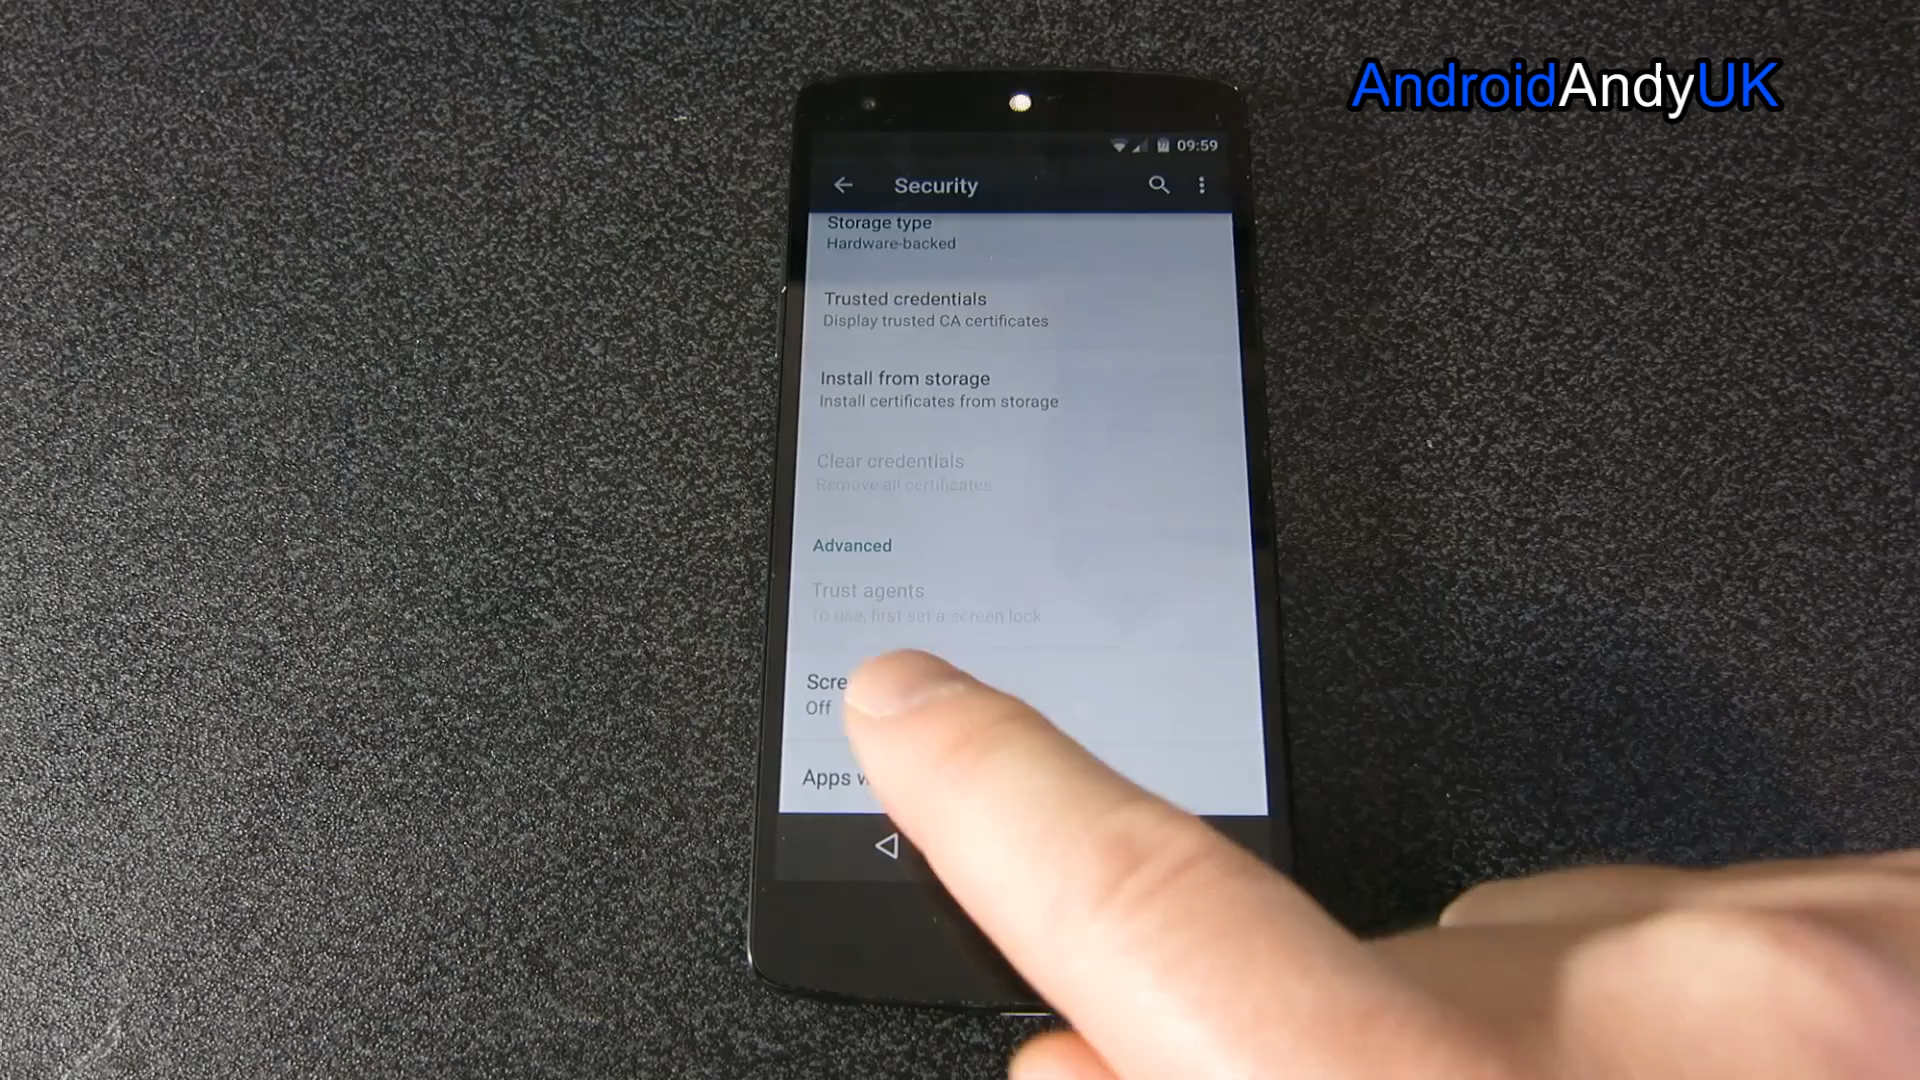 AndroidAndyUK
09:59
Security
Storage type
Hardware-backed
Trusted credentials
Display trusted CA certificates
Install from storage
Install certificates from storage
Clear credentials
Remove all certificates
Advanced
Trust agents
To use, first set a screen lock
Scre
Off
Apps